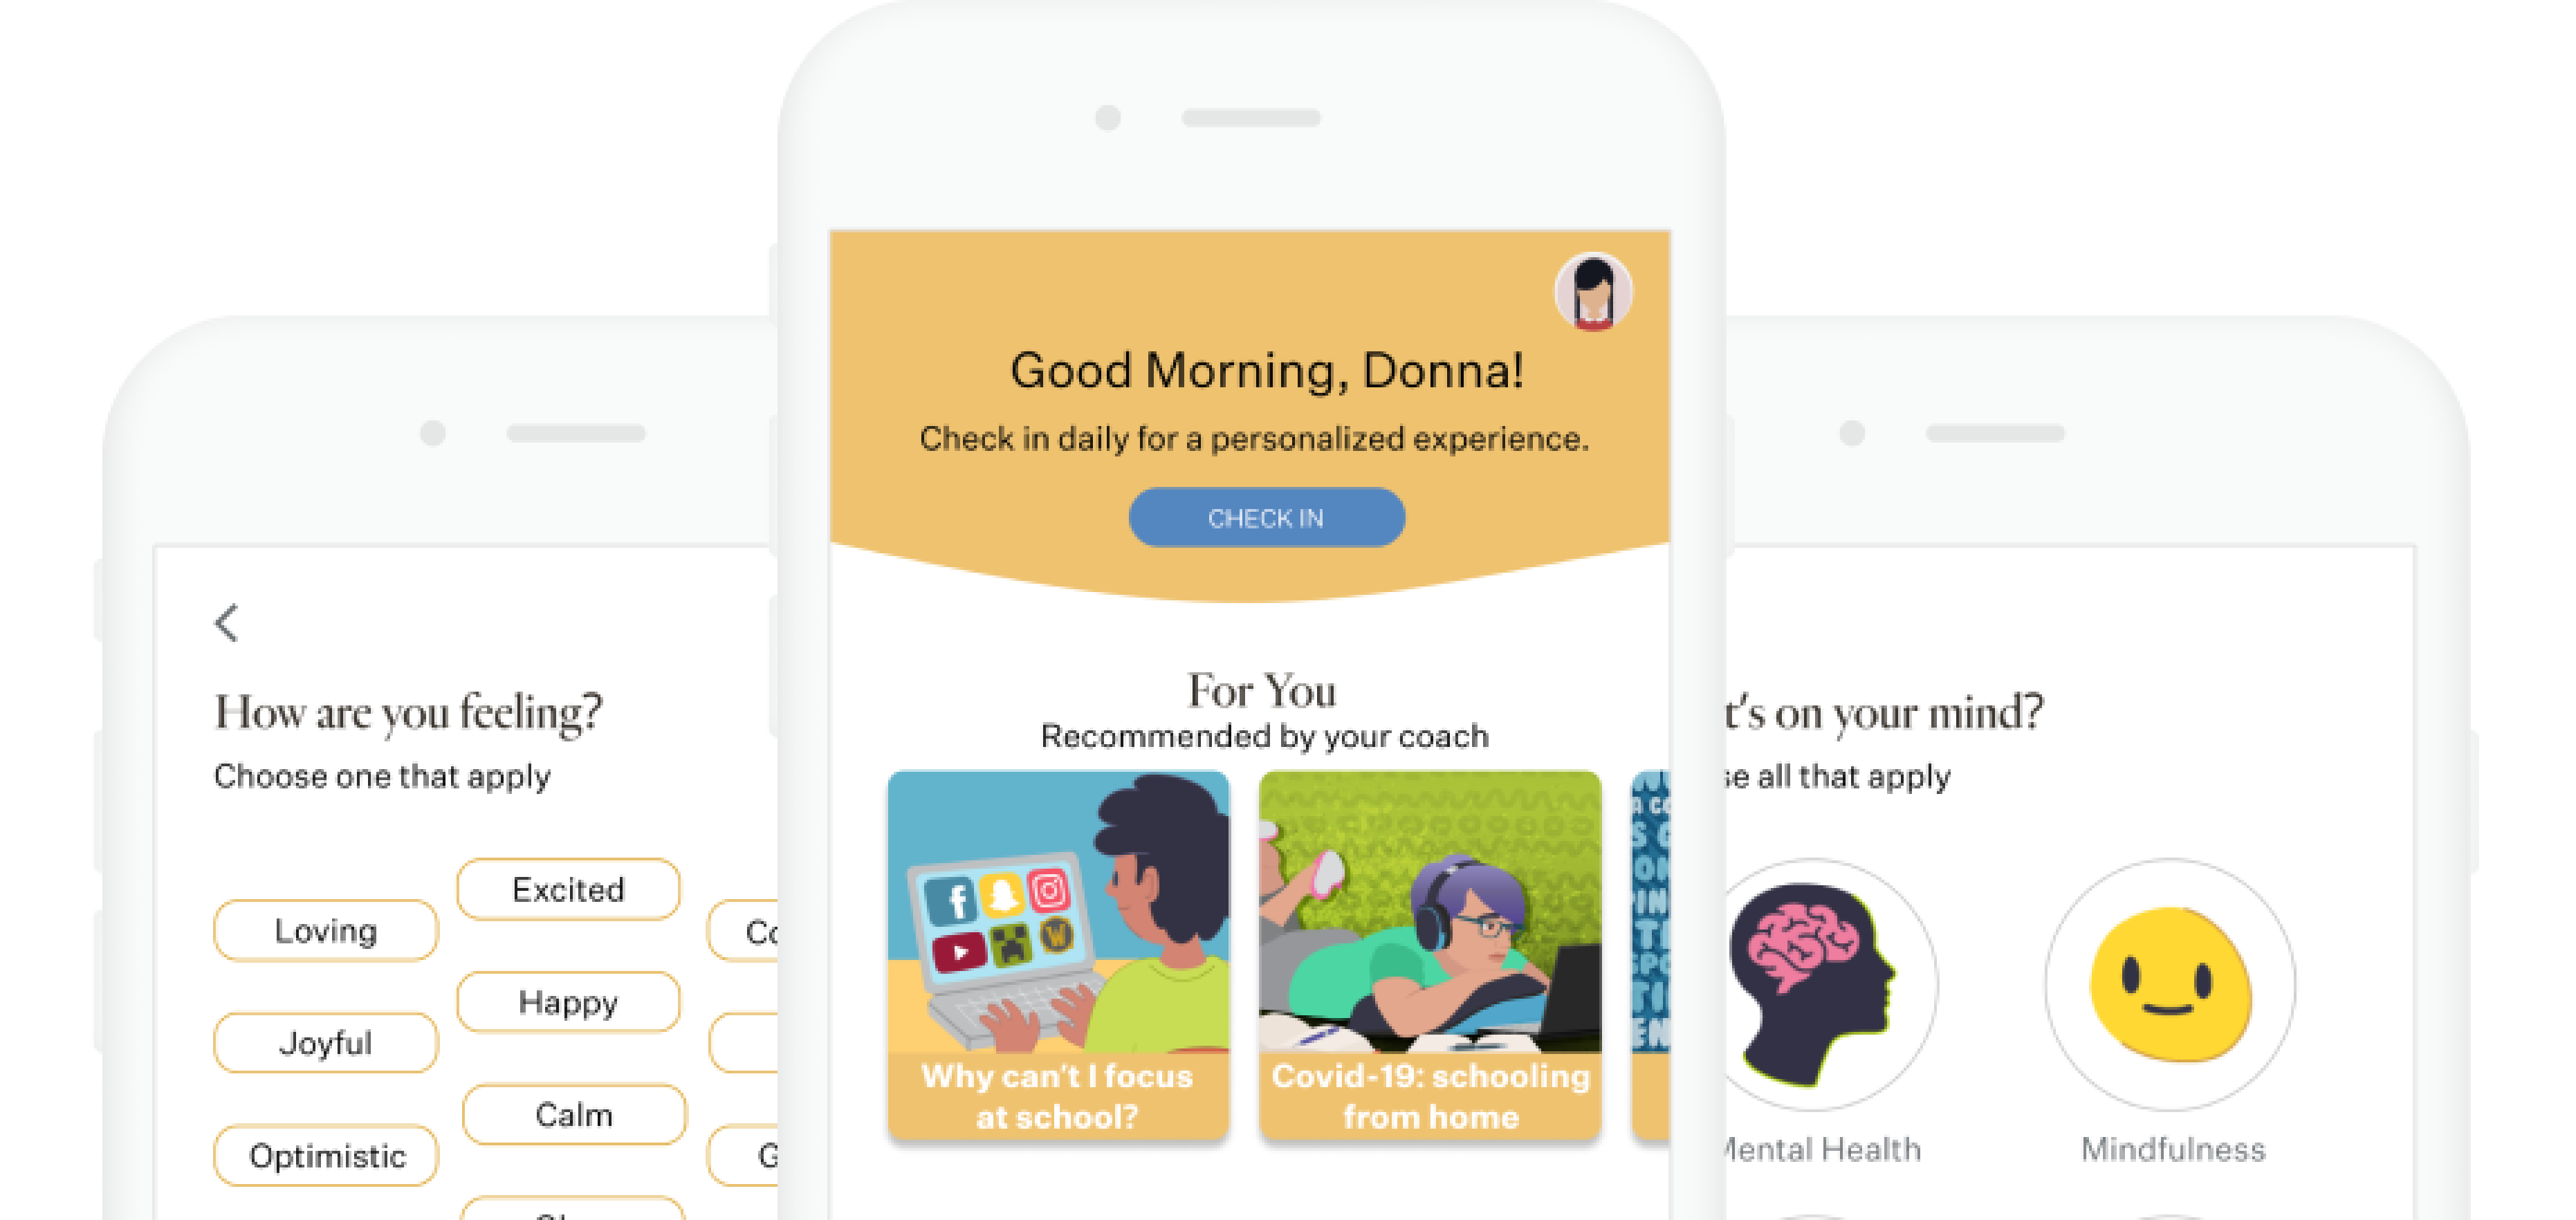 How are you feeling?
Choose one that apply
Excited
Loving
Happy
Joyful
Calm
Optimistic
Good Morning, Donna!
Check in daily for a personalized experience.
CHECK IN
For You
Recommended by your coach
Why can't I focus
at school?
Covid-19: schooling
from home
t's on your mind?
se all that apply
Mental Health
Mindfulness